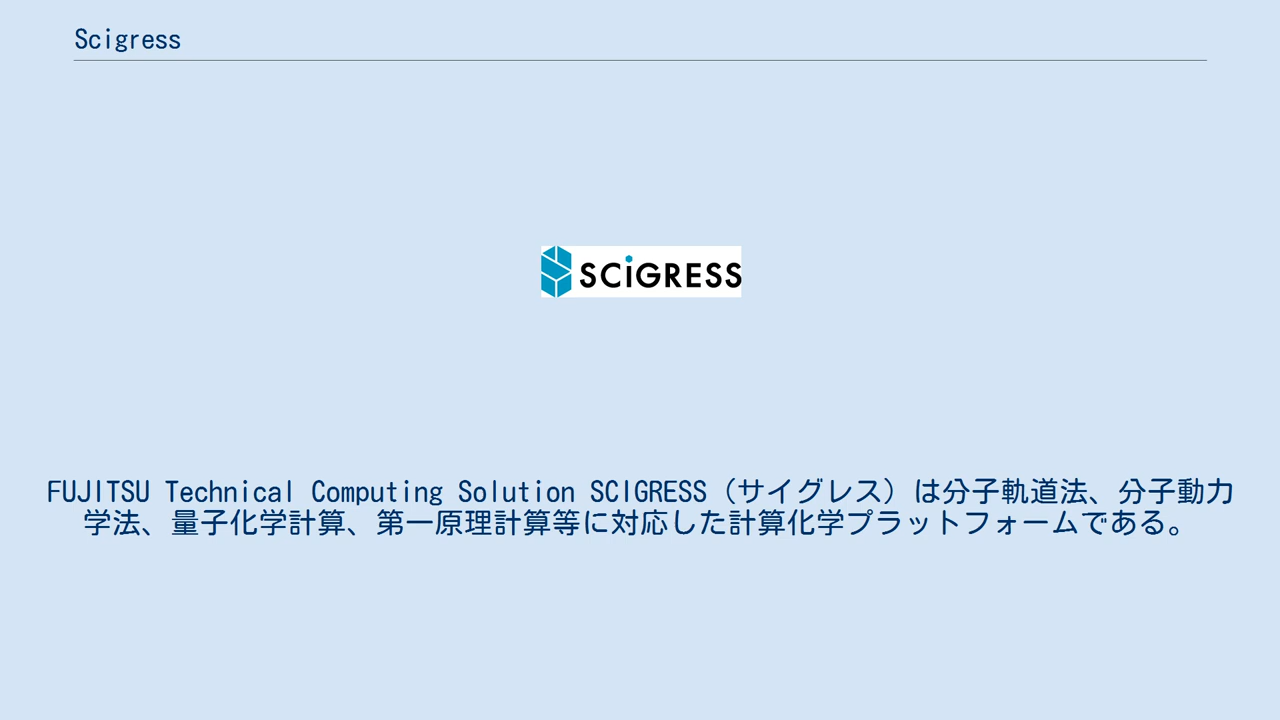 Scigress
SCiGRESS
FUJITSU Technical Computing Solution SCIGRESS（サイグレス）は分子軌道法、分子動力
学法、量子化学計算、第一原理計算等に対応した計算化学プラットフォームである。